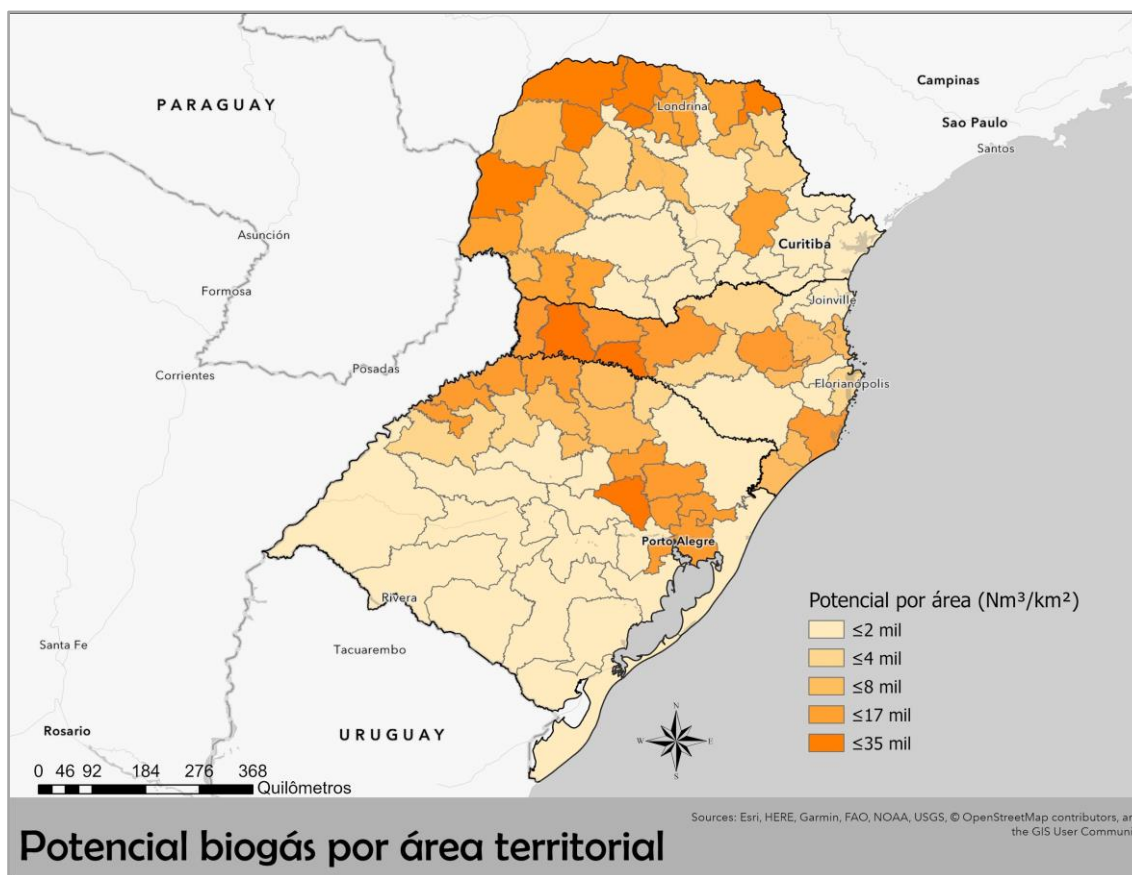 Campinas
PARAGUAY
Londrina
Sao Paulo
Santos
Asunción
Curitiba
Formosa
Joinville
Corrientes
Posadas
Florianópolis
Porto Alegre
Rivera
Potencial por área (Nm³/km²)
≤2 mil
≤4 mil
≤8 mil
≤17 mil
≤35 mil
Santa Fe
Tacuarembo
Rosario
URUGUAY
N
W E
S
0 46 92 184 276 368
Quilômetros
Potencial biogás por área territorial
Sources: Esri, HERE, Garmin, FAO, NOAA, USGS, © OpenStreetMap contributors,
the GIS User